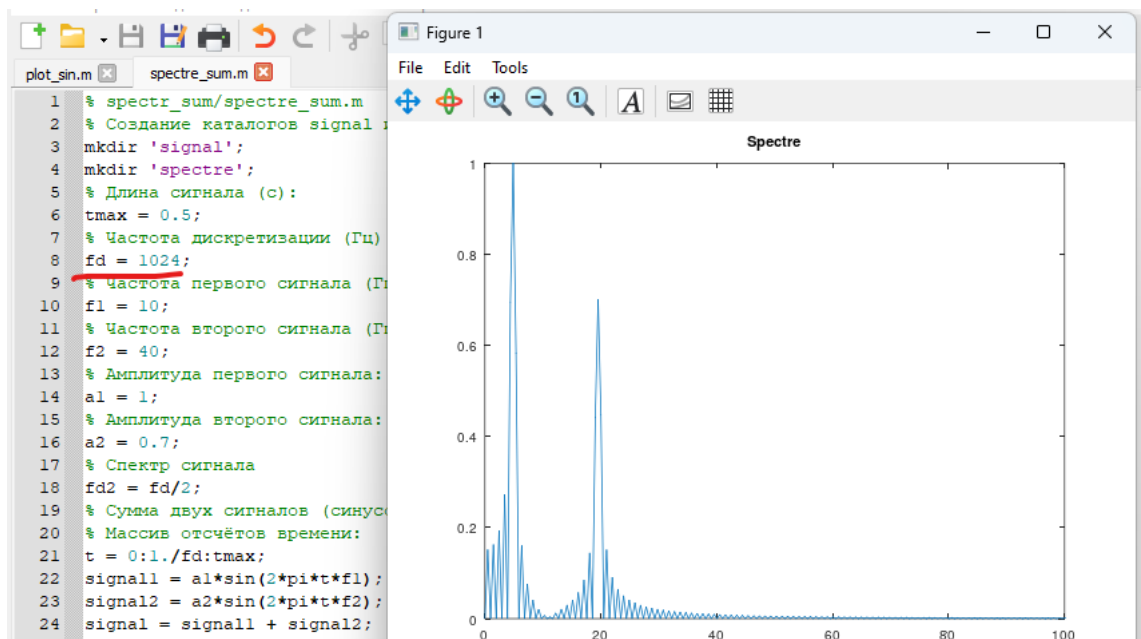 Figure 1
plot_sin.m
spectre_sum.m
File Edit Tools
1 % spectr_sum/spectre_sum.m
2 % Создание каталогов signal
3 mkdir 'signal';
4 mkdir 'spectre';
5 % Длина сигнала (с):
6 tmax = 0.5;
7 % Частота дискретизации (Гц)
8 fd = 1024;
9 % Частота первого сигнала
10 f1 = 10;
11 % Частота второго сигнала
12 f2 = 40;
13 % Амплитуда первого сигнала:
14 a1 = 1;
15 % Амплитуда второго сигнала:
16 a2 = 0.7;
17 % Спектр сигнала
18 fd2 = fd/2;
19 % Сумма двух сигналов
20 % Массив отсчётов времени:
21 t = 0:1./fd:tmax;
22 signal1 = a1*sin(2*pi*t*f1);
23 signal2 = a2*sin(2*pi*t*f2);
24 signal = signal1 + signal2;
A
Spectre
1
0.8
0.6
0.4
0.2
0
0 20 40 60 80 100